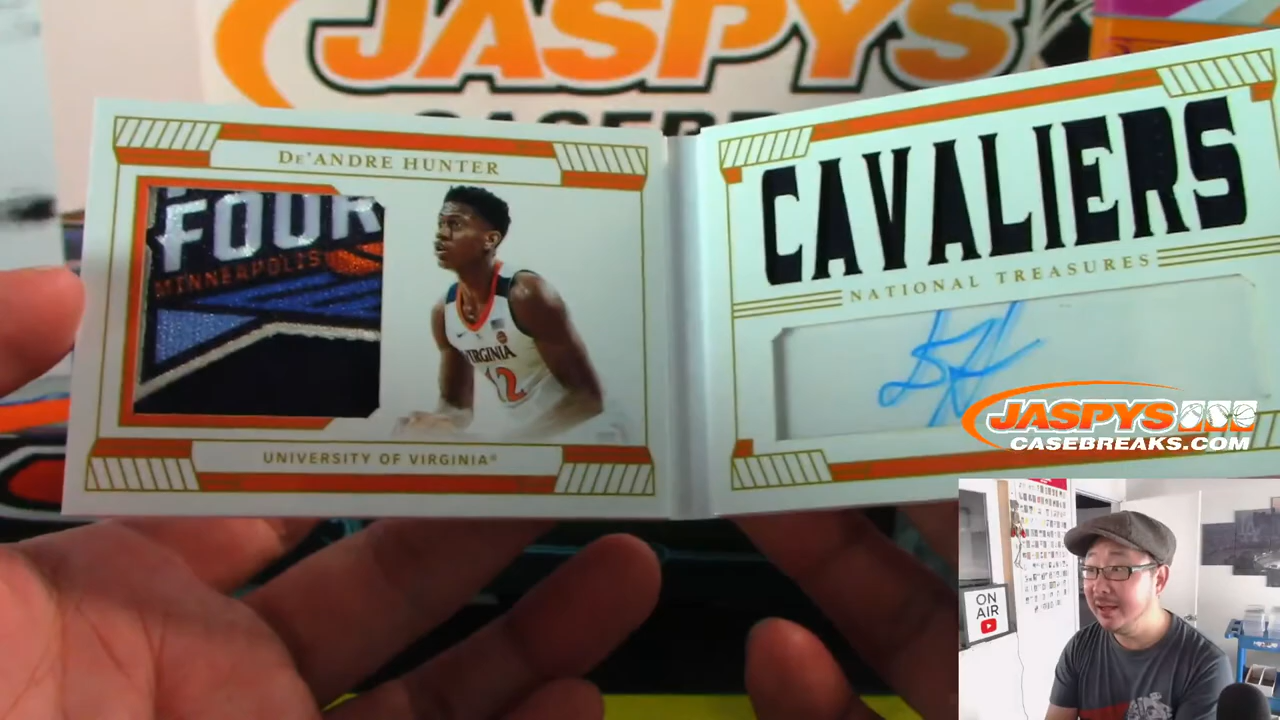 JASPYS
DE'ANDRE HUNTER
FOUR
MINNEAPOLIS
VIRGINIA
12
UNIVERSITY OF VIRGINIA®
CAVALIERS
NATIONAL TREASURES
JASPYS
CASEBREAKS.COM
ON
AIR